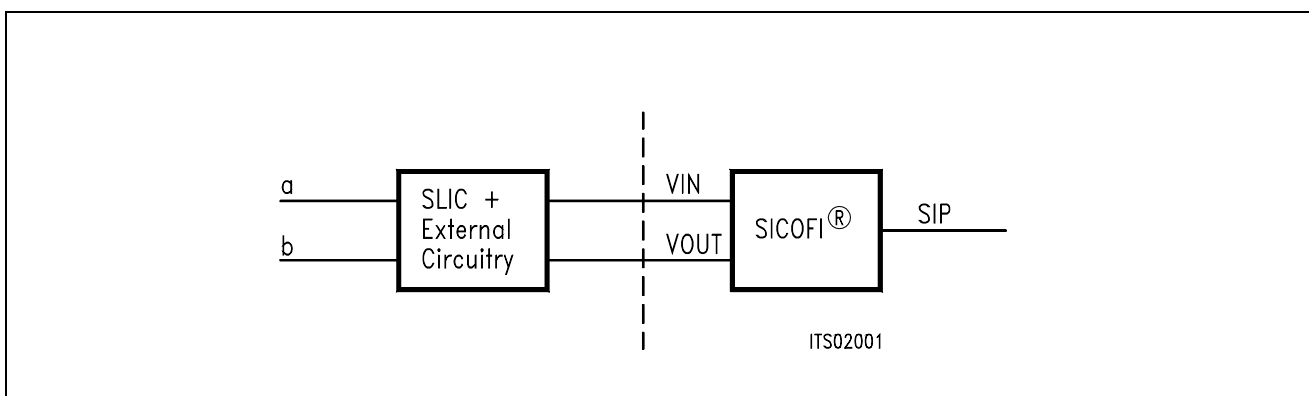 a
b
SLIC +
External
Circuitry
VIN
VOUT
SICOFI®
SIP
ITS02001